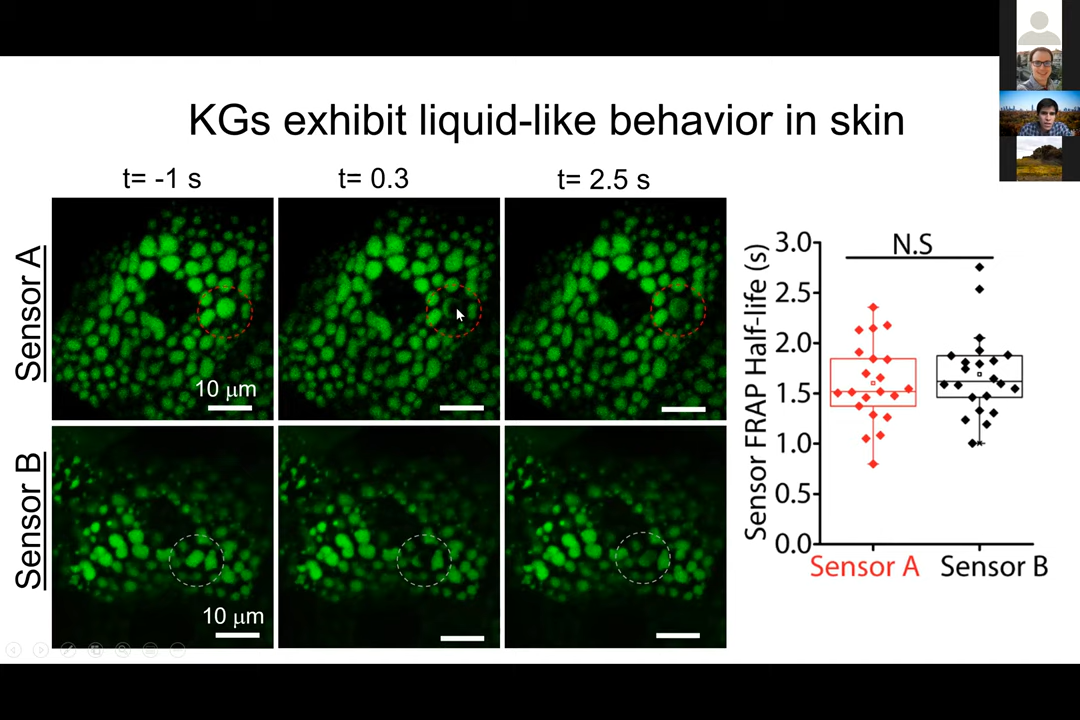 KGs exhibit liquid-like behavior in skin
t= -1 s
t= 0.3
t= 2.5 s
Sensor A
10 μm
Sensor B
10 μm
Sensor FRAP Half-life (s)
N.S
3.0
2.5
2.0
1.5
1.0
0.5
0.0
Sensor A
Sensor B